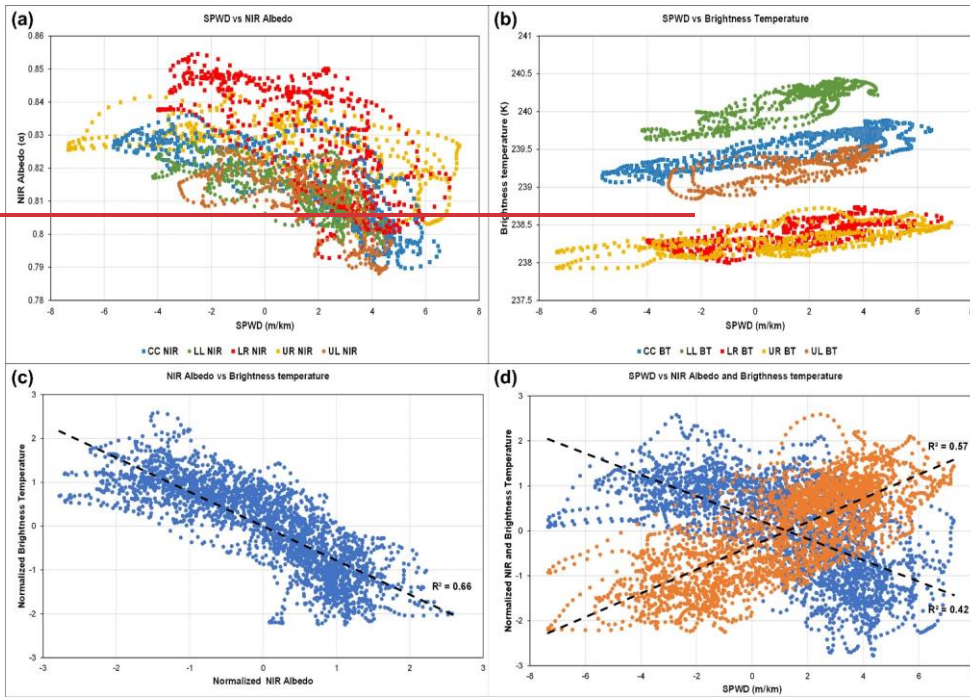 (a)
SPWD vs NIR Albedo
0.86
0.85
0.84
0.83
0.82
0.81
0.8
0.79
0.78
NIR Albedo (α)
-8 -6 -4 -2 0 2 4 6 8
SPWD (m/km)
CC NIR LL NIR LR NIR UR NIR UL NIR
(b)
SPWD vs Brightness Temperature
241
240.5
240
239.5
239
238.5
238
237.5
Brightness temperature (K)
-8 -6 -4 -2 0 2 4 6 8
SPWD (m/km)
CC BT LL BT LR BT UR BT UL BT
(c)
NIR Albedo vs Brightness temperature
3
2
1
0
-1
-2
-3
Normalized Brightness Temperature
R² = 0.66
-3 -2 -1 0 1 2 3
Normalized NIR Albedo
(d)
SPWD vs NIR Albedo and Brigthness temperature
3
2
1
0
-1
-2
-3
Normalized NIR and Brightness Temperature
R² = 0.57
R² = 0.42
-8 -6 -4 -2 0 2 4 6 8
SPWD (m/km)